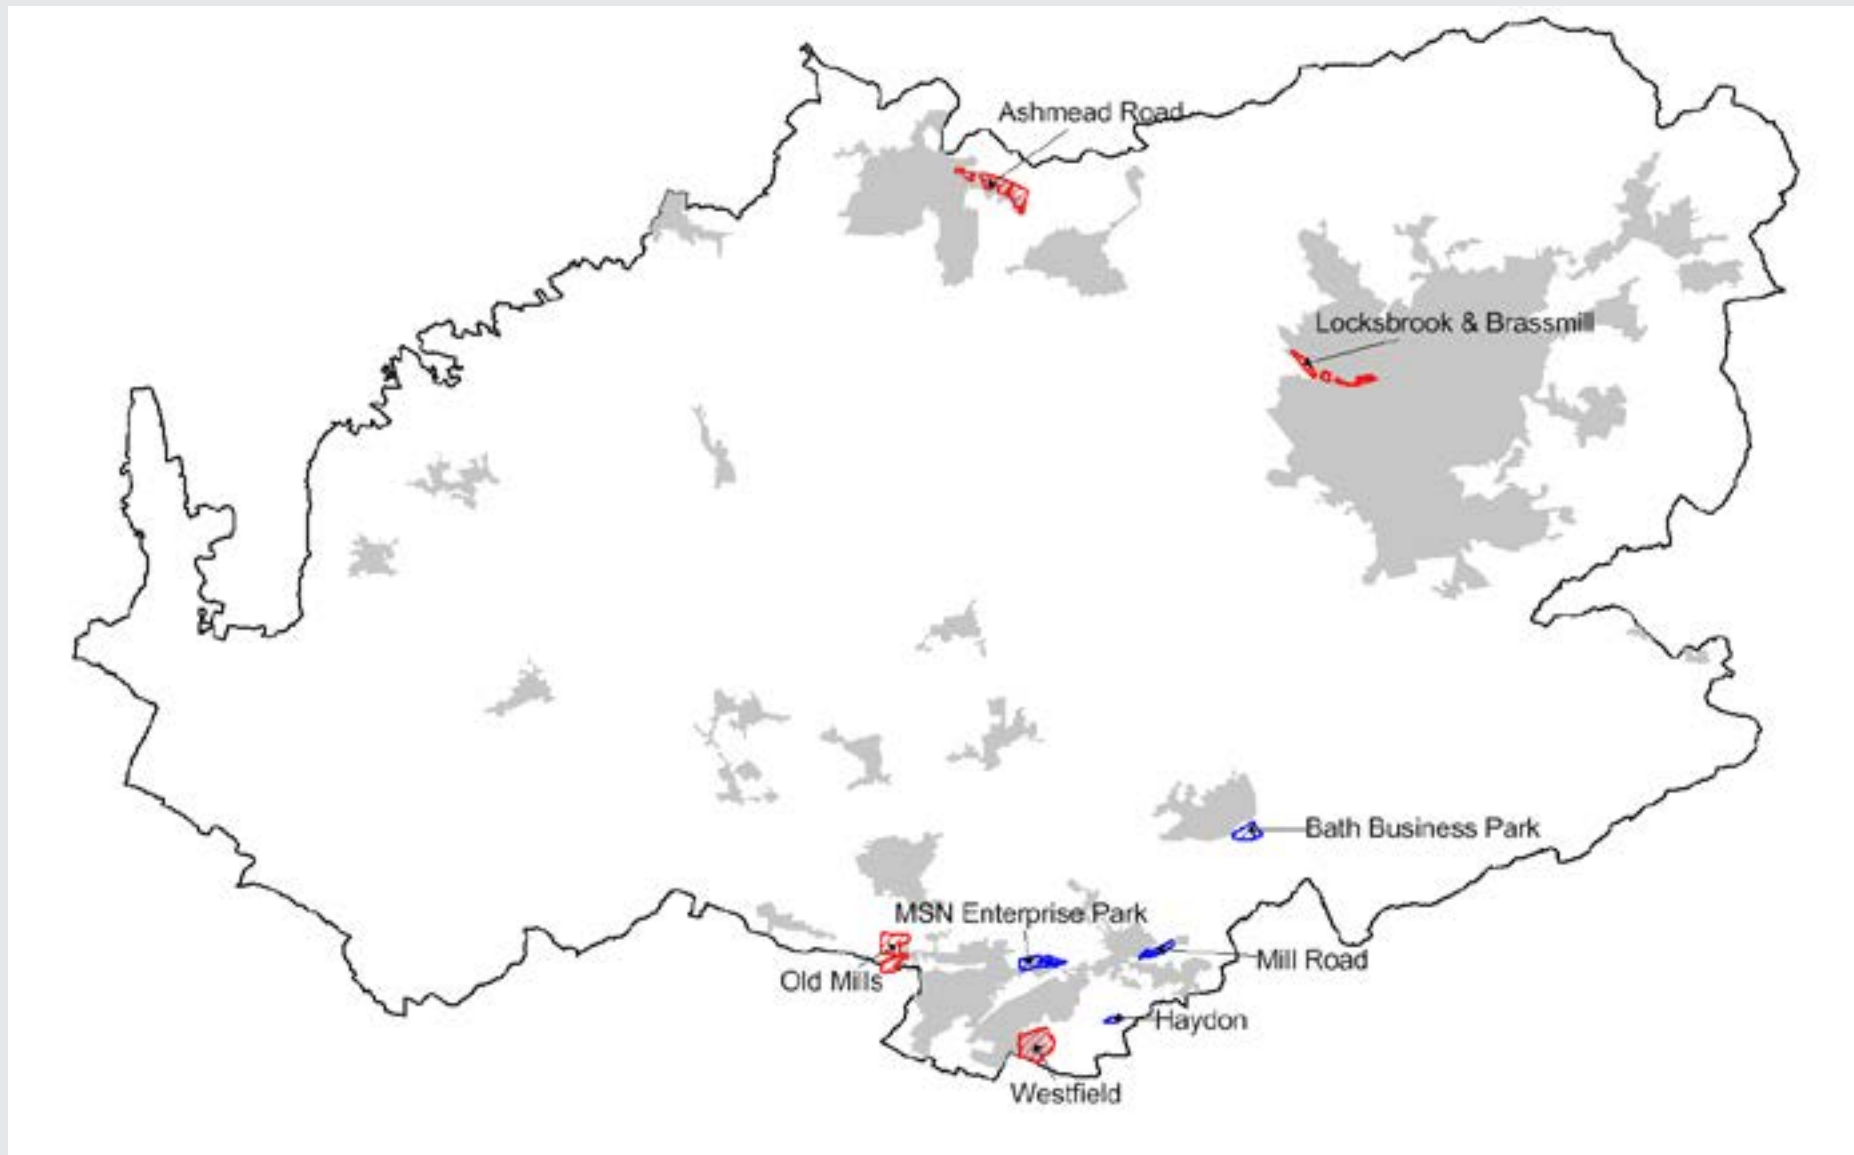 Ashmead Road
Locksbrook & Brassmill
Bath Business Park
MSN Enterprise Park
Mill Road
Old Mills
Haydon
Westfield